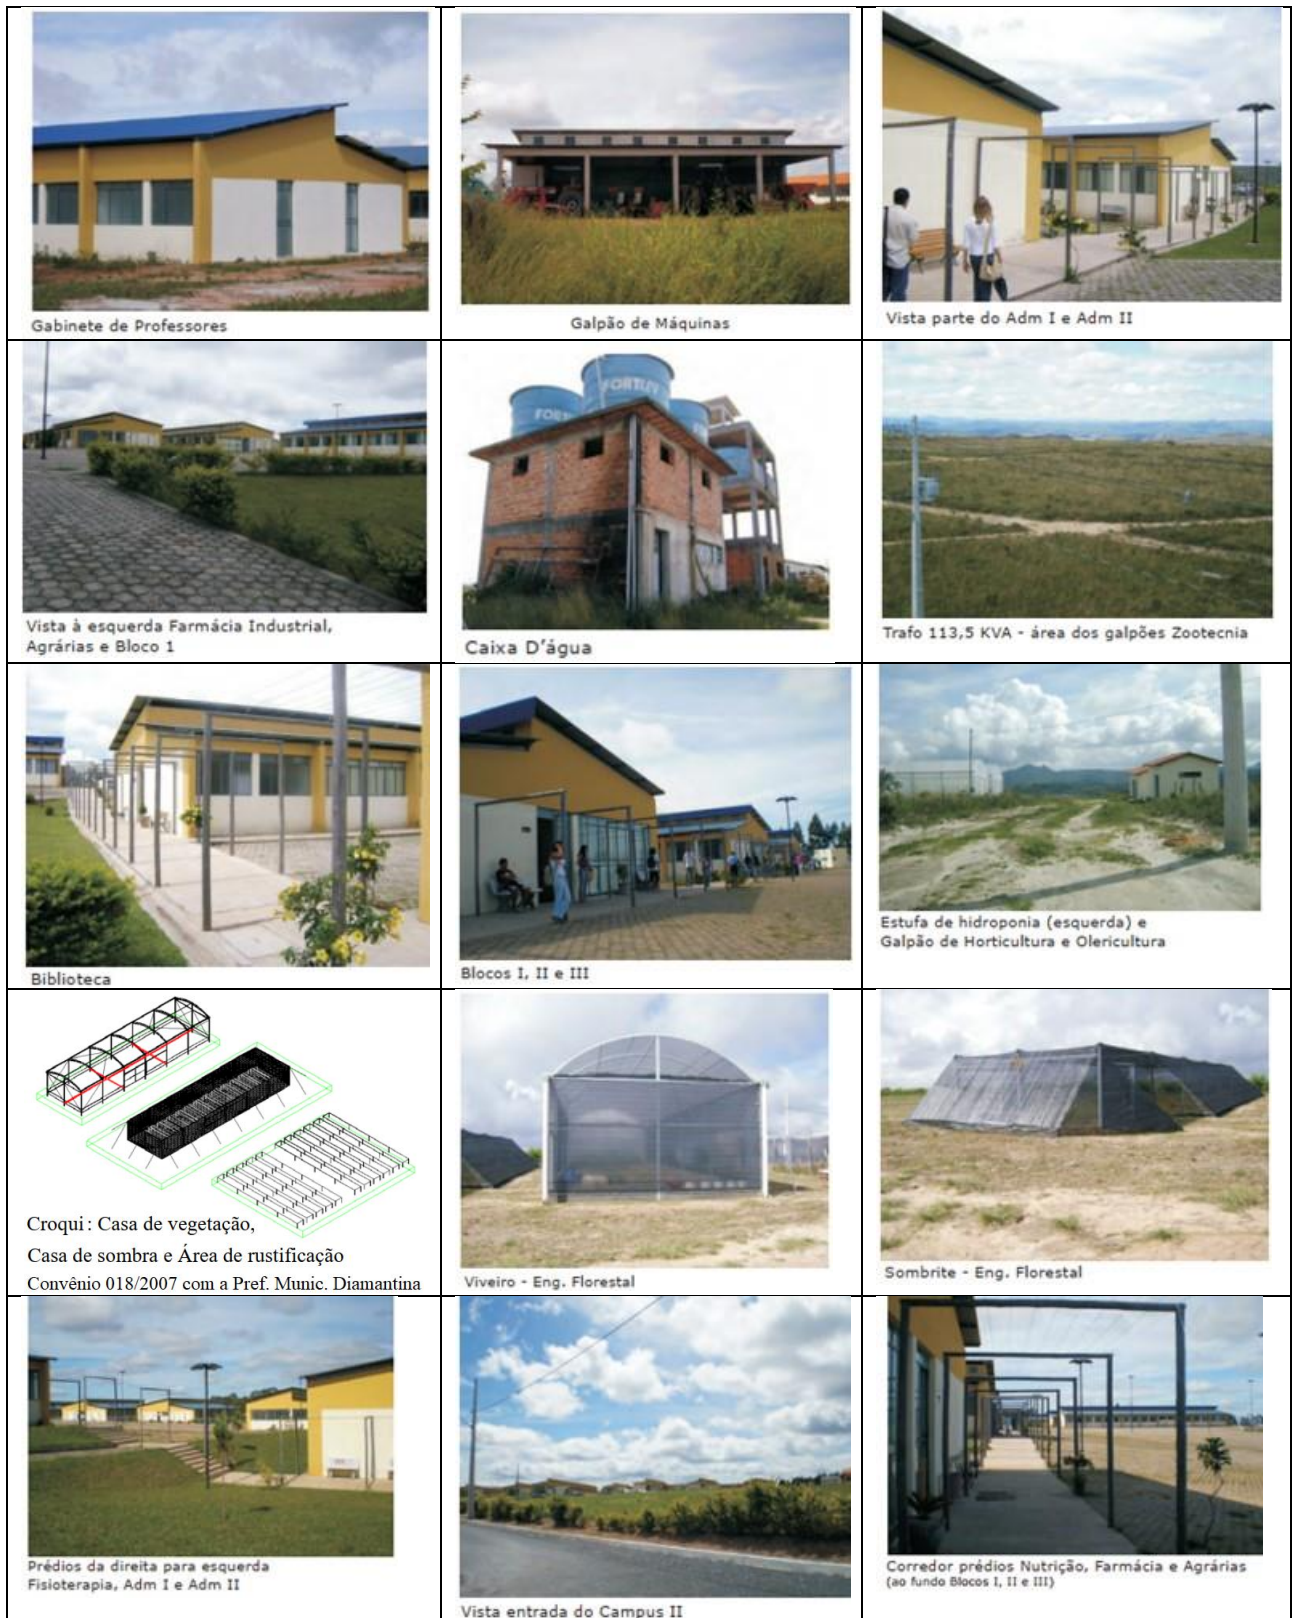 Gabinete de Professores
Galpão de Máquinas
Vista parte do Adm I e Adm II
Vista à esquerda Farmácia Industrial,
Agrárias e Bloco 1
FORTLEV
FORTLEV
Caixa D'água
Trafo 113,5 KVA - área dos galpões Zootecnia
Biblioteca
Blocos I, II e III
Estufa de hidroponia (esquerda) e
Galpão de Horticultura e Olericultura
Croqui : Casa de vegetação,
Casa de sombra e Área de rustificação
Convênio 018/2007 com a Pref. Munic. Diamantina
Viveiro - Eng. Florestal
Sombrite - Eng. Florestal
Prédios da direita para esquerda
Fisioterapia, Adm I e Adm II
Vista entrada do Campus II
Corredor prédios Nutrição, Farmácia e Agrárias
(ao fundo Blocos I, II e III)